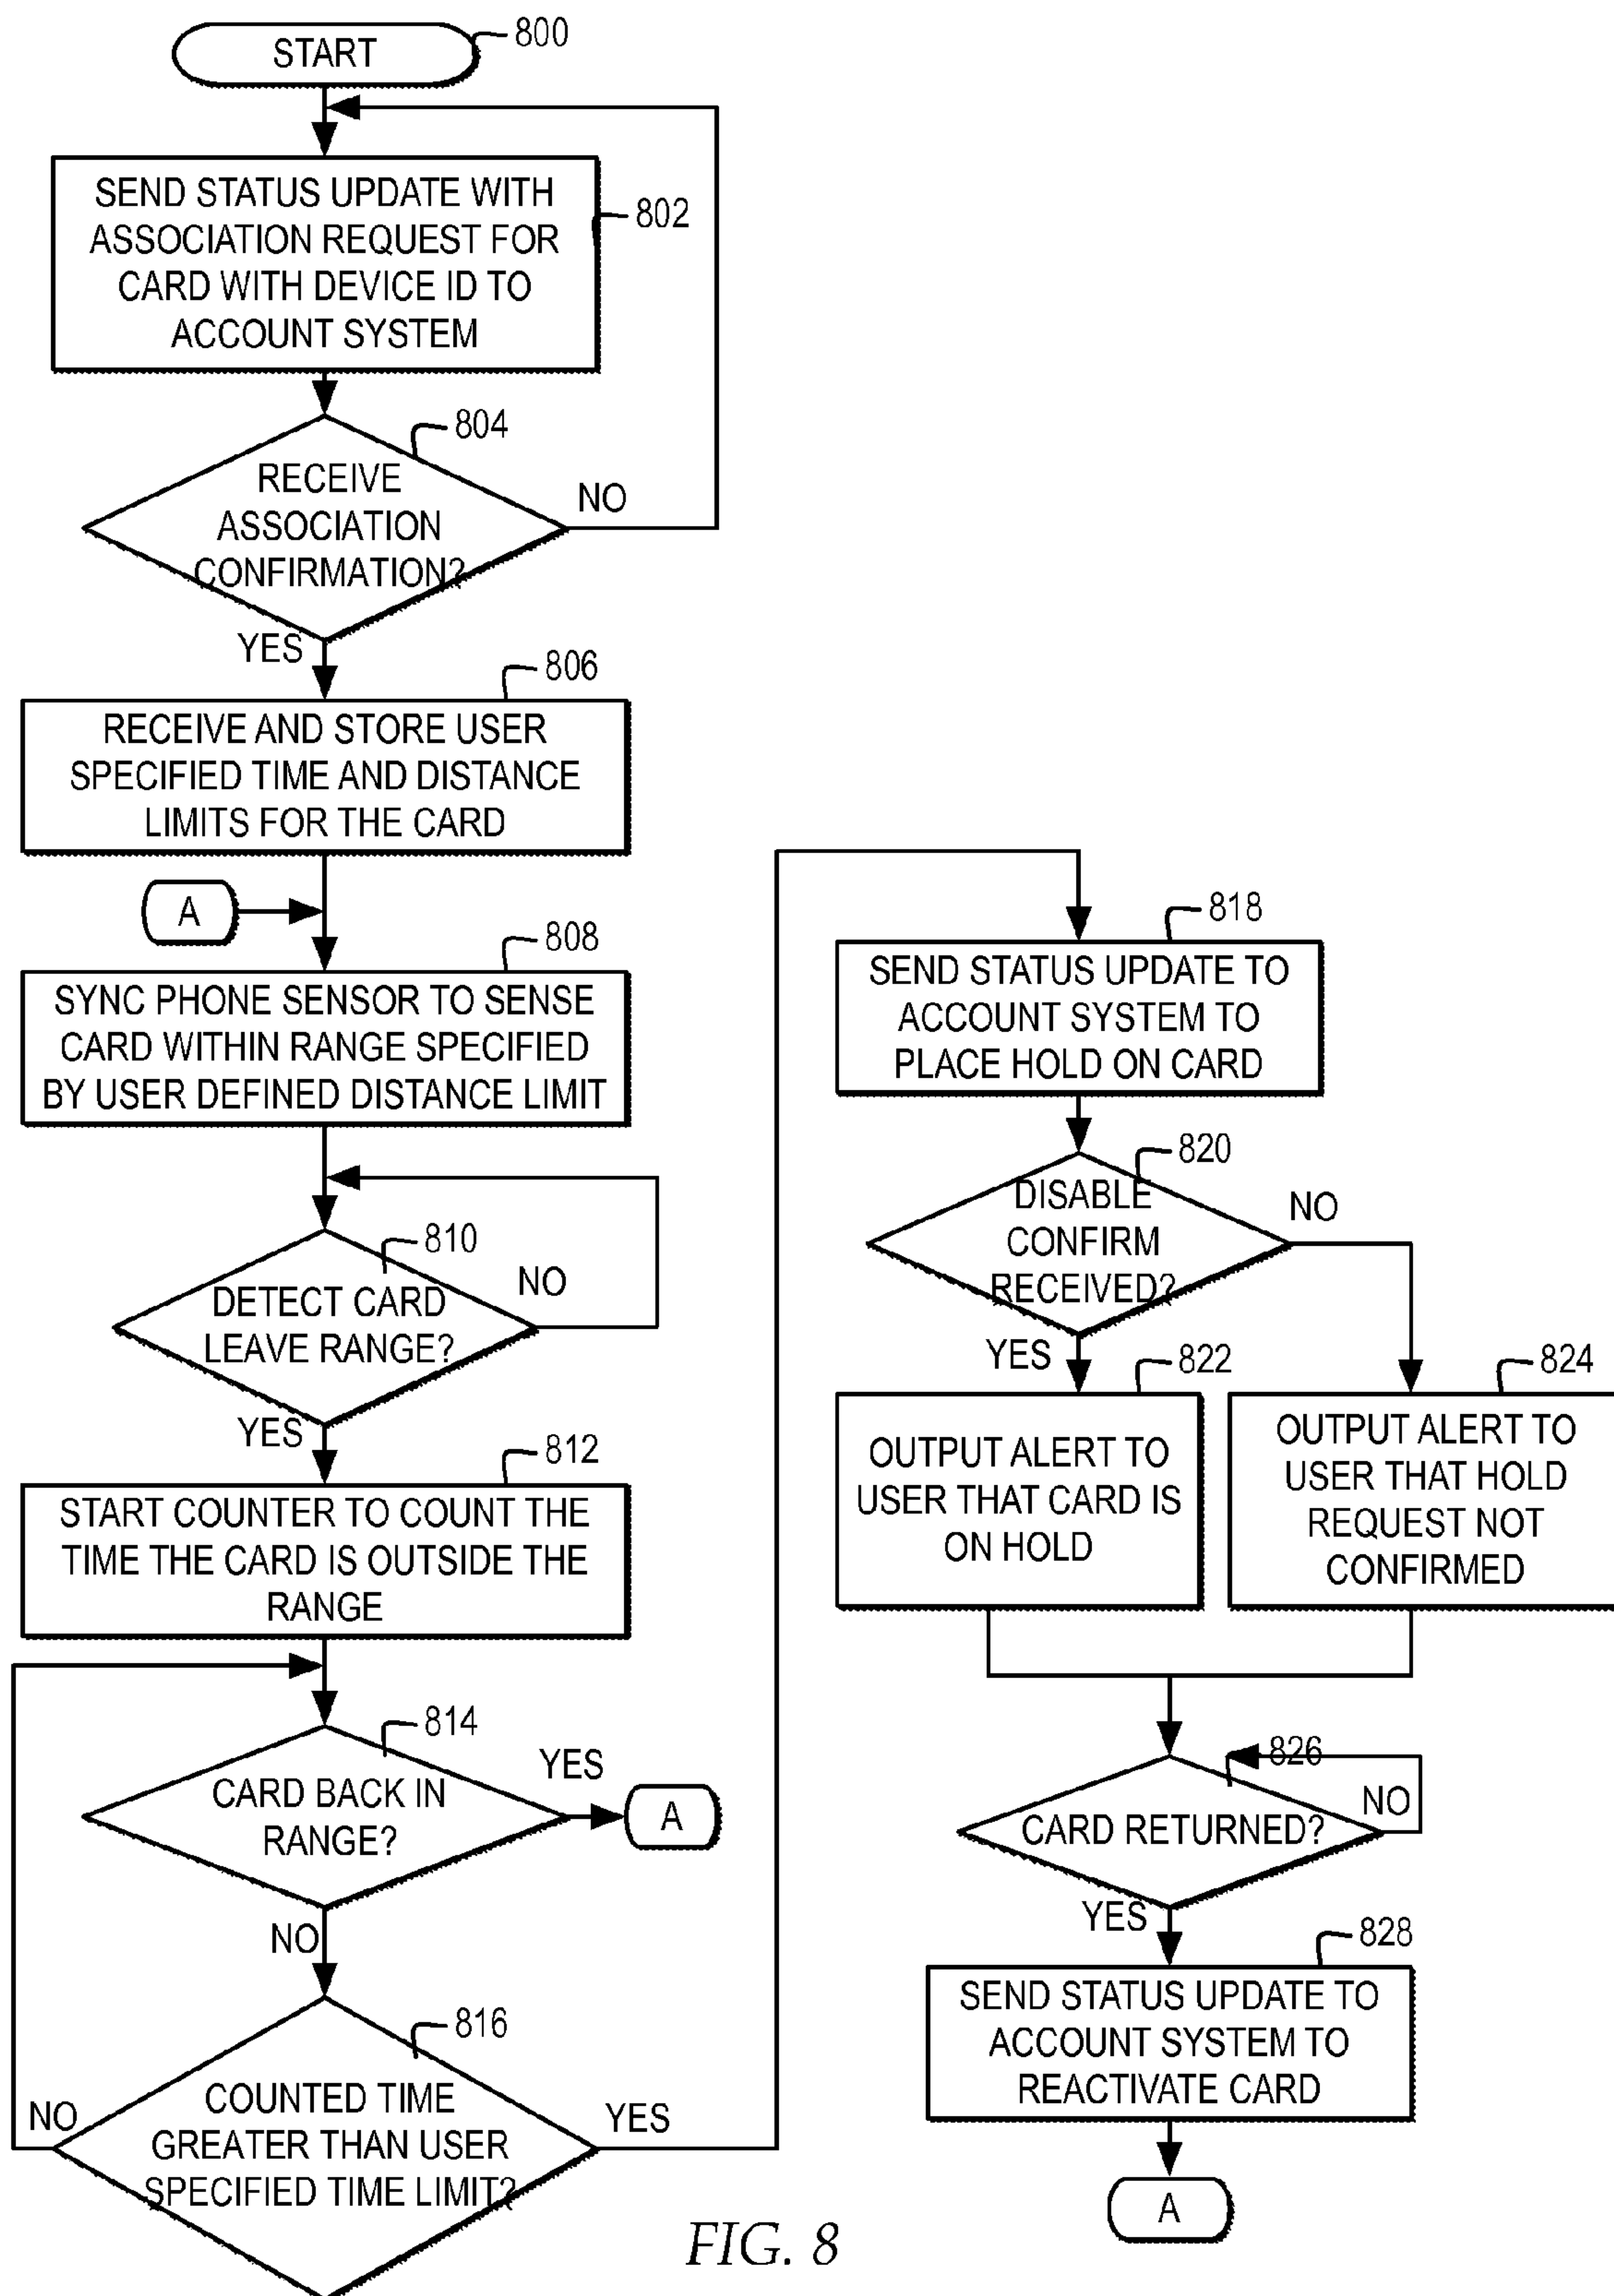 START
800
SEND STATUS UPDATE WITH
ASSOCIATION REQUEST FOR
CARD WITH DEVICE ID TO
ACCOUNT SYSTEM
802
804
RECEIVE
ASSOCIATION
CONFIRMATION?
NO
YES
806
RECEIVE AND STORE USER
SPECIFIED TIME AND DISTANCE
LIMITS FOR THE CARD
A
808
SYNC PHONE SENSOR TO SENSE
CARD WITHIN RANGE SPECIFIED
BY USER DEFINED DISTANCE LIMIT
810
DETECT CARD
LEAVE RANGE?
NO
YES
812
START COUNTER TO COUNT THE
TIME THE CARD IS OUTSIDE THE
RANGE
814
CARD BACK IN
RANGE?
YES
A
NO
816
COUNTED TIME
GREATER THAN USER
SPECIFIED TIME LIMIT?
NO
YES
818
SEND STATUS UPDATE TO
ACCOUNT SYSTEM TO
PLACE HOLD ON CARD
820
DISABLE
CONFIRM
RECEIVED?
NO
YES
822
OUTPUT ALERT TO
USER THAT CARD IS
ON HOLD
824
OUTPUT ALERT TO
USER THAT HOLD
REQUEST NOT
CONFIRMED
826
CARD RETURNED?
NO
YES
828
SEND STATUS UPDATE TO
ACCOUNT SYSTEM TO
REACTIVATE CARD
A
FIG. 8